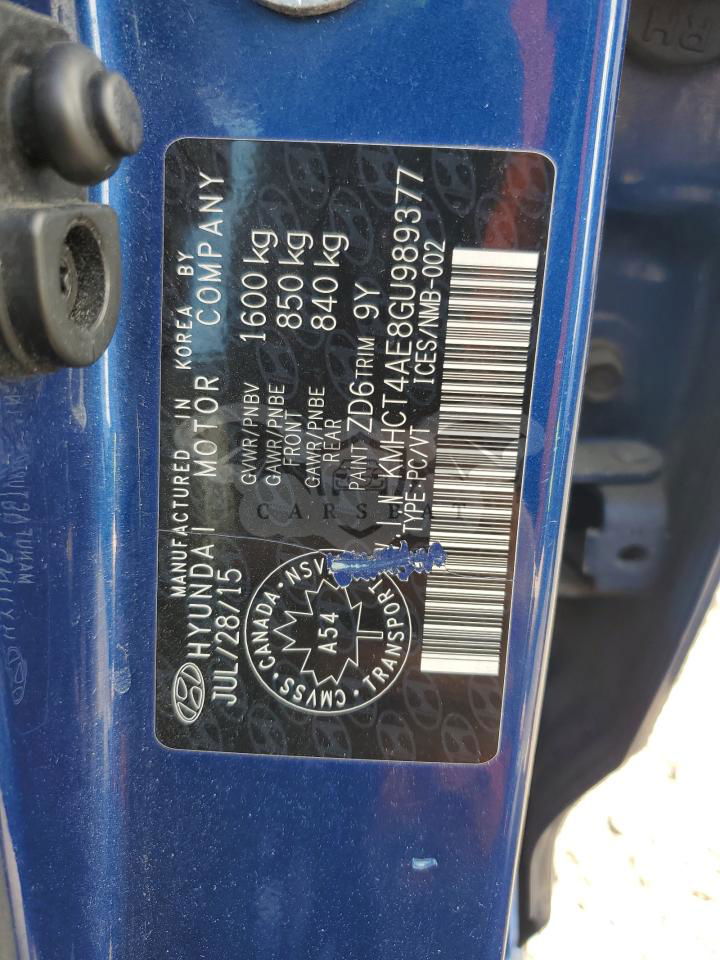 MANUFACTURED IN KOREA BY
HYUNDAI MOTOR COMPANY
JUL/28/15
GVWR/PNBV 1600 kg
GAWR/PNBE FRONT 850 kg
GAWR/PNBE REAR 840 kg
PAINT ZD6 TRIM 9Y
CANADA
NSV
TRANSPORT
CMVSS
A54
KMHCT4AE8GU989377
TYPE:PC/VT ICES/NMB-002
CARSEAT
RH